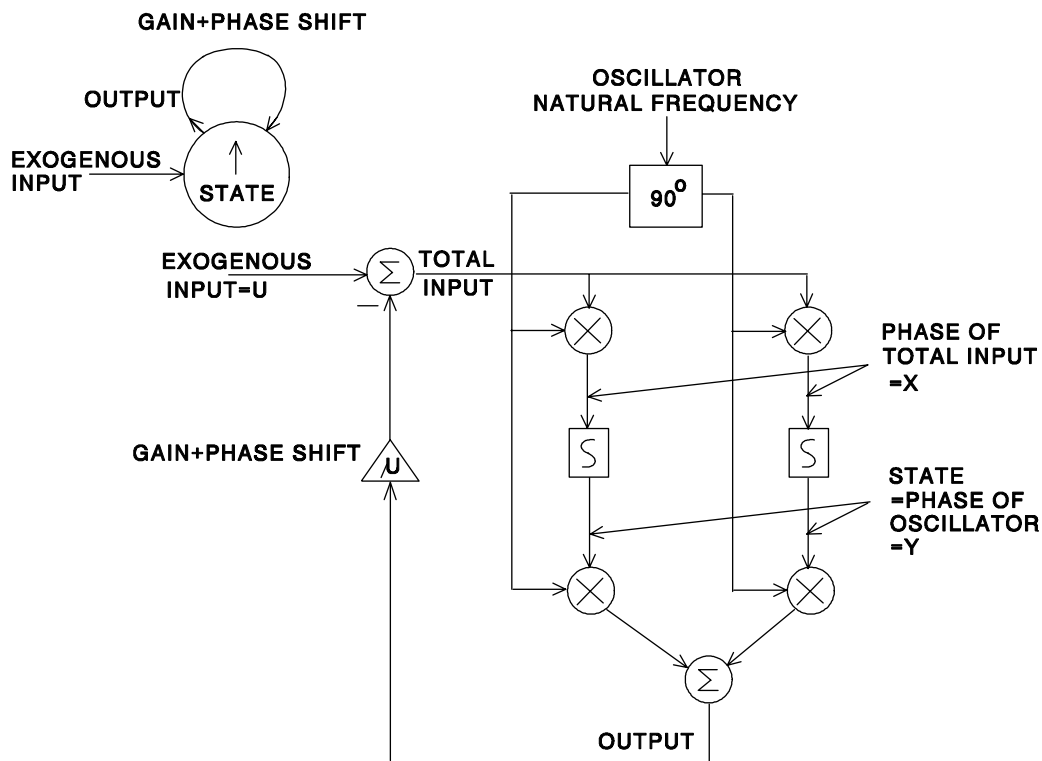 GAIN+PHASE SHIFT
OUTPUT
EXOGENOUS
INPUT
STATE
OSCILLATOR
NATURAL FREQUENCY
90°
EXOGENOUS
INPUT=U
Σ
TOTAL
INPUT
PHASE OF
TOTAL INPUT
=X
GAIN+PHASE SHIFT
μ
S
S
STATE
=PHASE OF
OSCILLATOR
=Y
Σ
OUTPUT